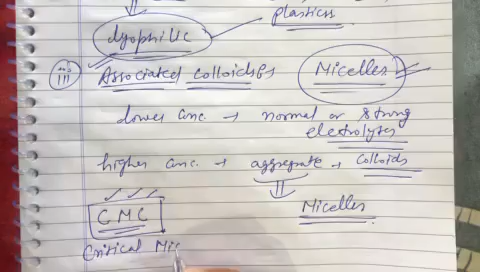 plastics
lyophilic
iii Associated Colloids Micelles
lower Conc. → normal or strong
electrolytes
higher Conc. → aggregate → Colloids
CMC Micelles
Critical Mic